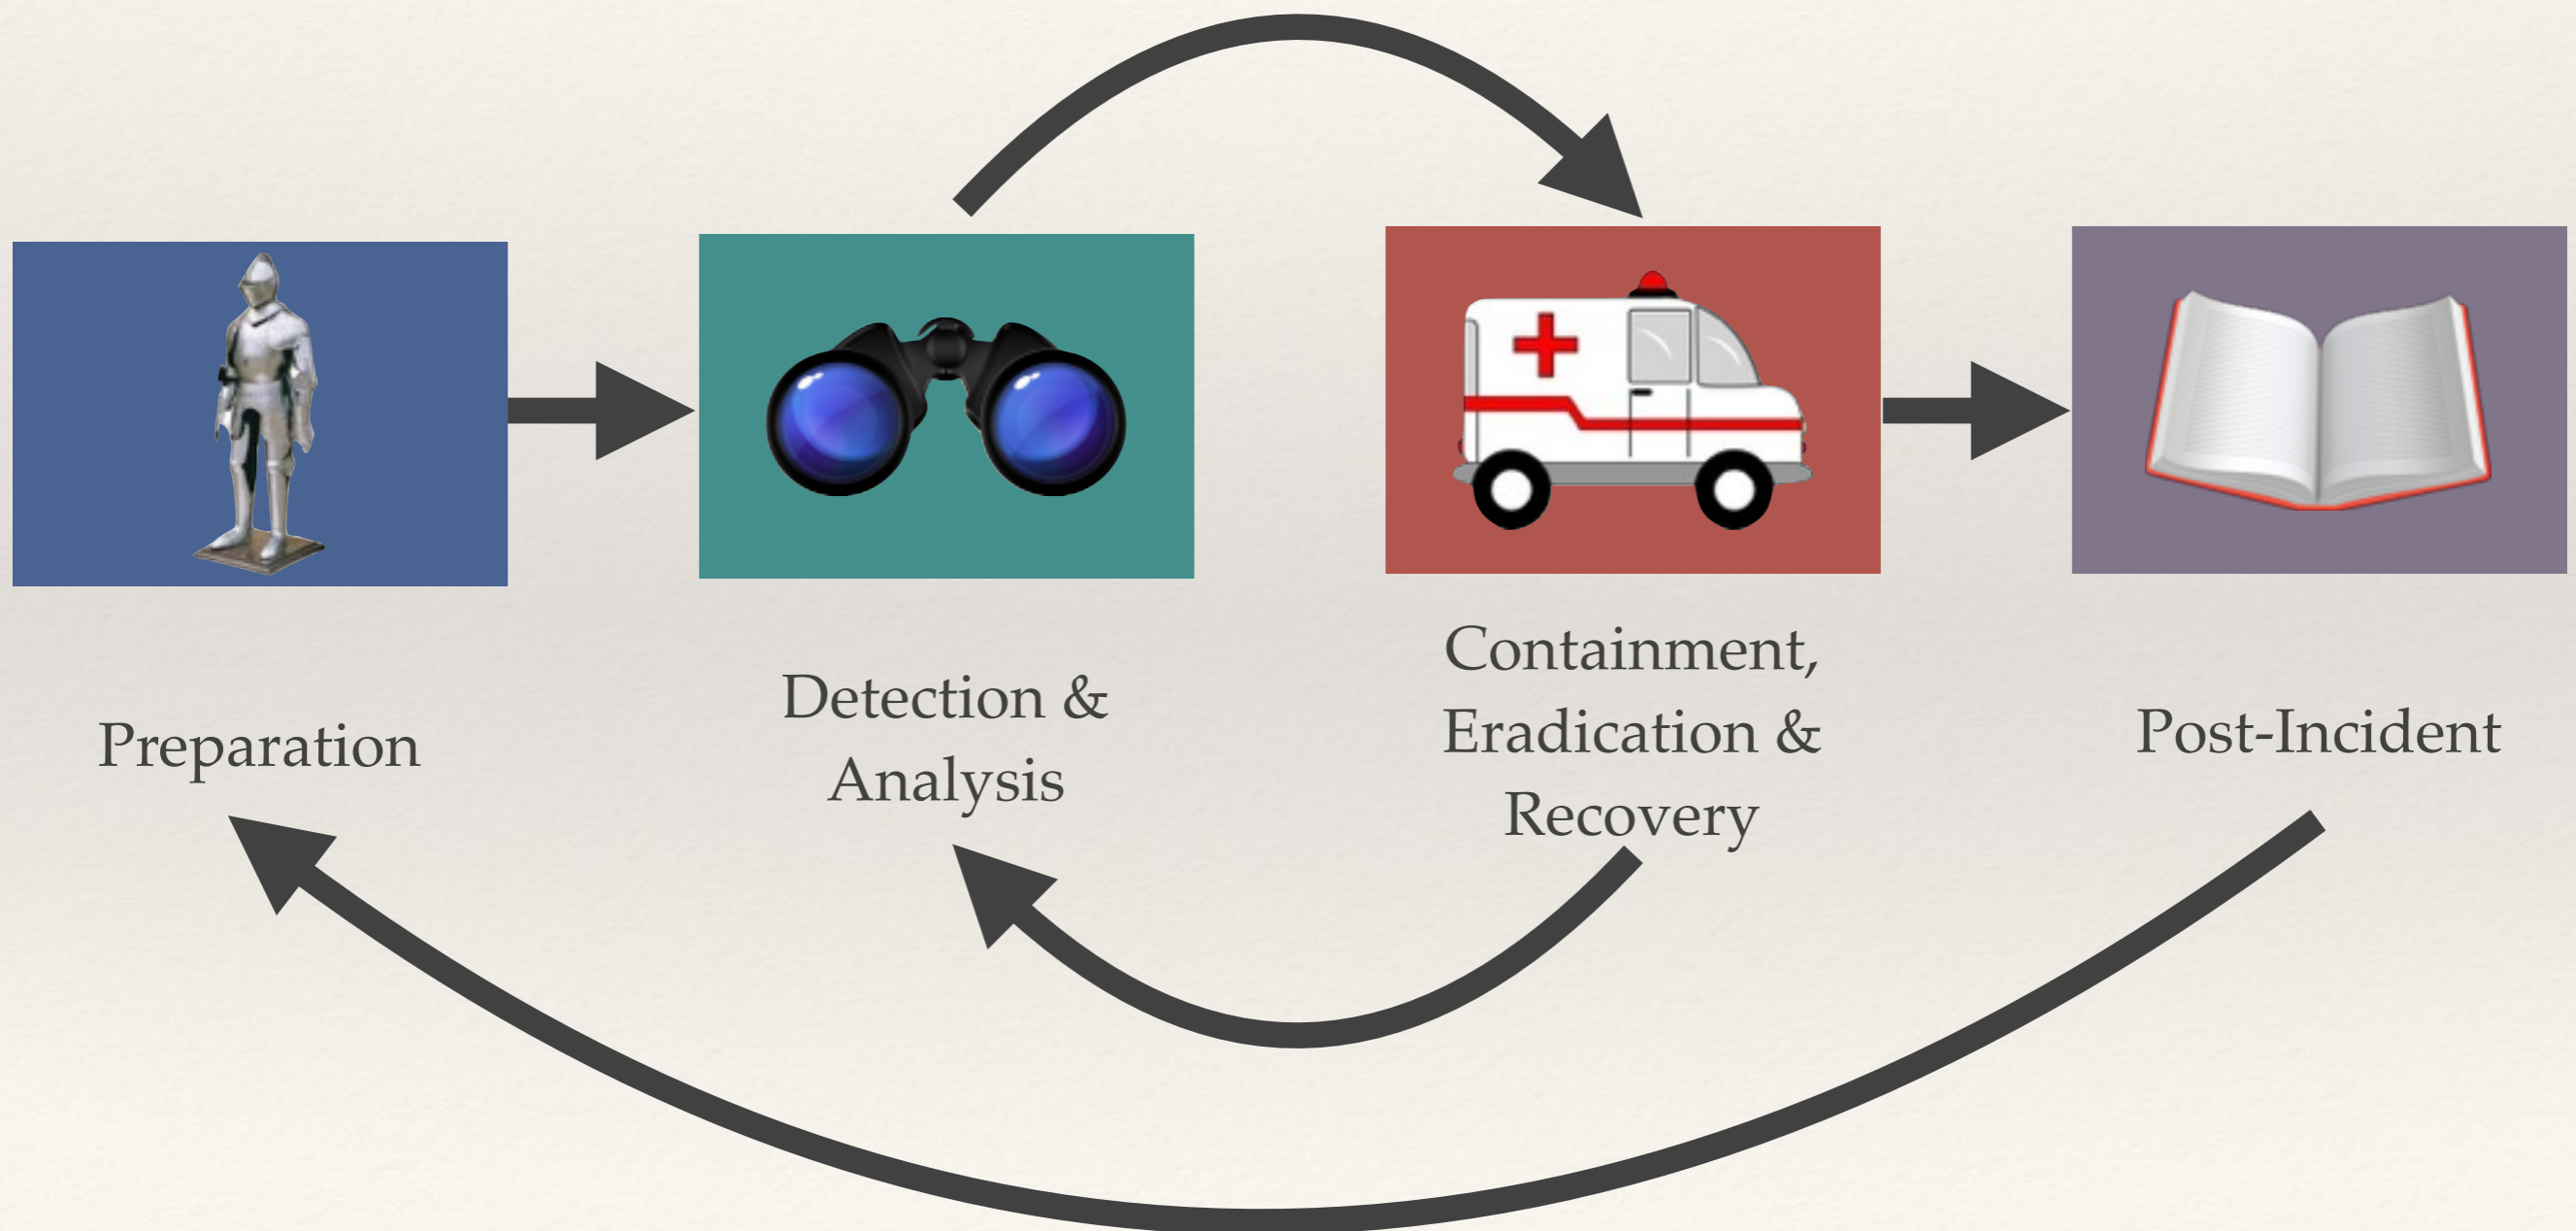 Preparation
Detection &
Analysis
Containment,
Eradication &
Recovery
Post-Incident